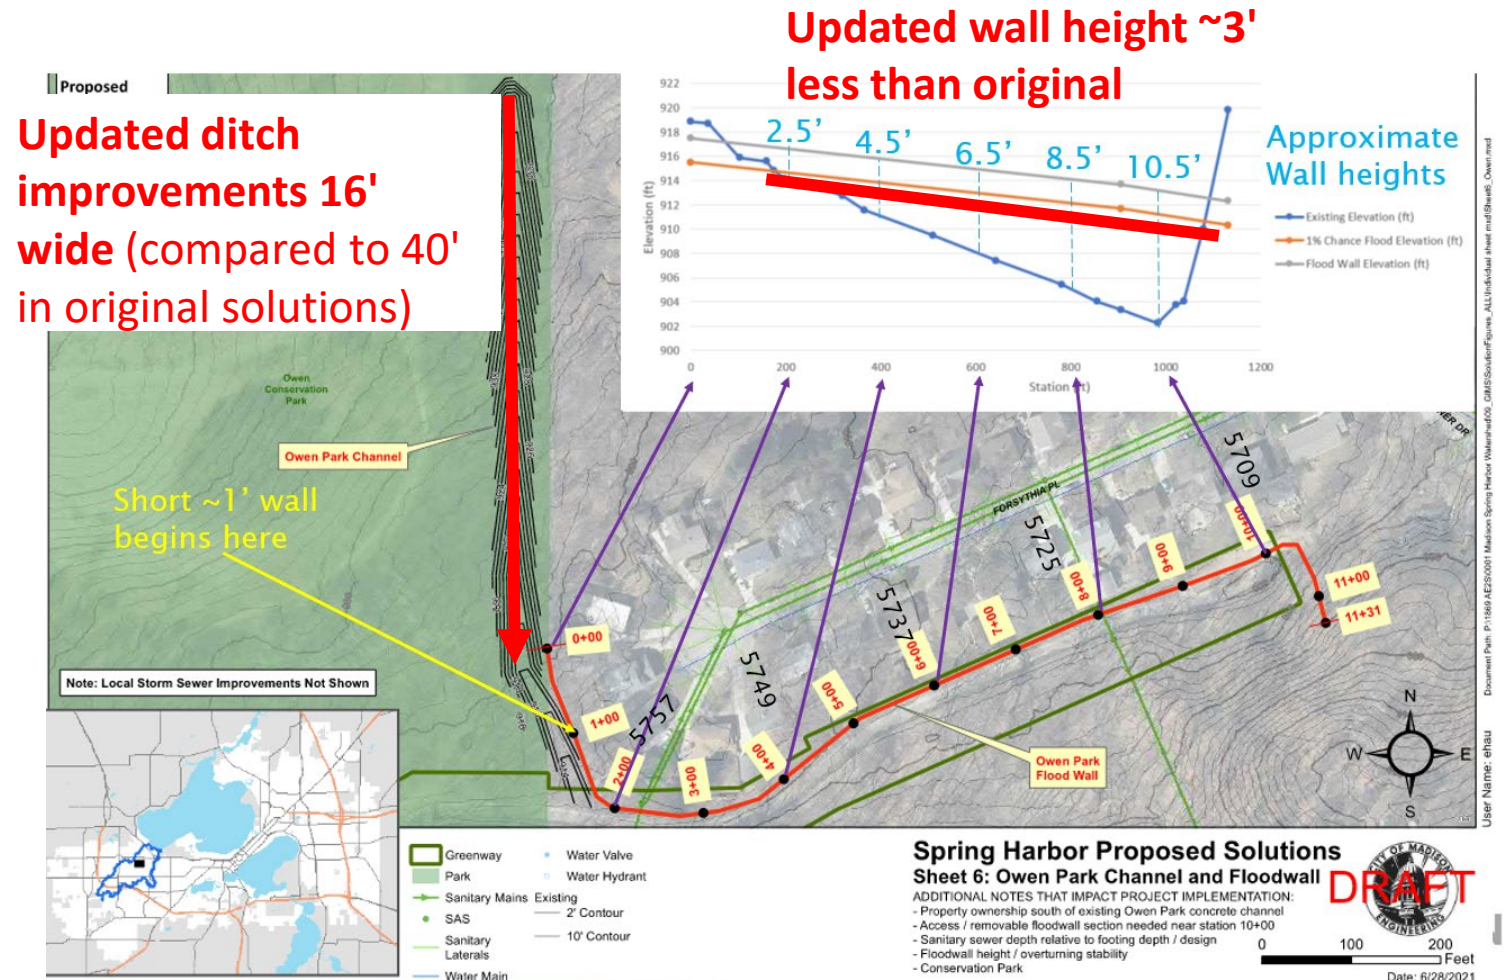 Updated wall height ~3'
less than original
Proposed
Updated ditch
improvements 16'
wide (compared to 40'
in original solutions)
922
920
918
916
914
912
910
908
906
904
902
900
Elevation (ft)
2.5’
4.5’
6.5’
8.5’
10.5’
0
200
400
600
800
1000
1200
Approximate
Wall heights
Existing Elevation (ft)
1% Chance Flood Elevation (ft)
Flood Wall Elevation (ft)
Owen
Conservation
Park
Owen Park Channel
Short ~1’ wall
begins here
Note: Local Storm Sewer Improvements Not Shown
FORSYTHIA PL
5709
5725
5737
5749
5757
0+00
1+00
2+00
3+00
4+00
5+00
6+00
7+00
8+00
9+00
10+00
11+00
11+31
Owen Park
Flood Wall
N
W
E
S
User Name: ehau
Greenway
Park
Sanitary Mains
SAS
Sanitary
Laterals
Water Main
Water Valve
Water Hydrant
Existing
2' Contour
10' Contour
Spring Harbor Proposed Solutions
Sheet 6: Owen Park Channel and Floodwall
ADDITIONAL NOTES THAT IMPACT PROJECT IMPLEMENTATION:
- Property ownership south of existing Owen Park concrete channel
- Access / removable floodwall section needed near station 10+00
- Sanitary sewer depth relative to footing depth / design
- Floodwall height / overturning stability
- Conservation Park
CITY OF MADISON
ENGINEERING
DRAFT
0
100
200
Feet
Date: 6/28/2021